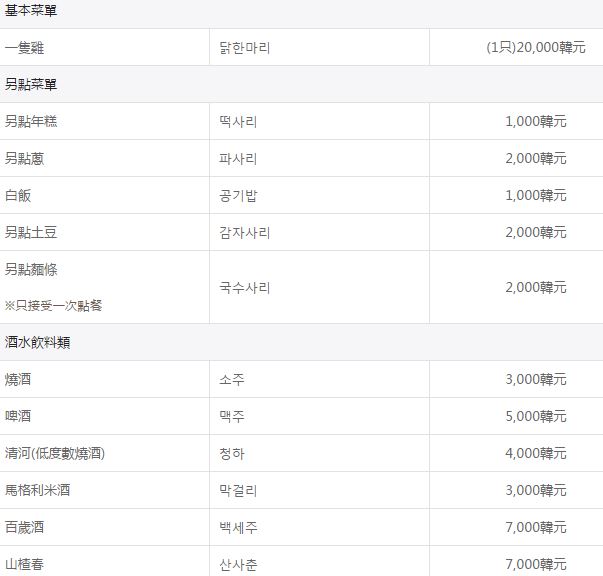 基本菜單
一隻雞 닭한마리 (1只)20,000韓元
另點菜單
另點年糕 떡사리 1,000韓元
另點蔥 파사리 2,000韓元
白飯 공기밥 1,000韓元
另點土豆 감자사리 2,000韓元
另點麵條
국수사리 2,000韓元
※只接受一次點餐
酒水飲料類
燒酒 소주 3,000韓元
啤酒 맥주 5,000韓元
清河(低度數燒酒) 청하 4,000韓元
馬格利米酒 막걸리 3,000韓元
百歲酒 백세주 7,000韓元
山楂春 산사춘 7,000韓元